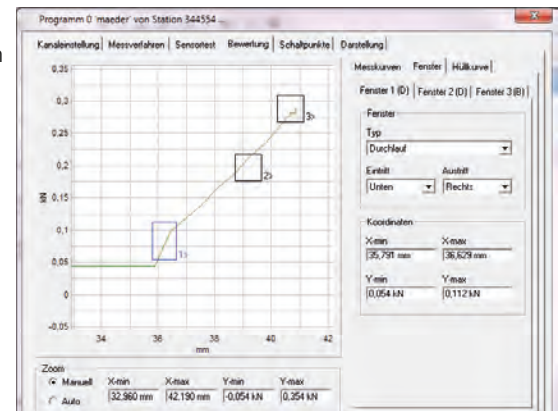 Programm 0 'maeder' von Station 344554
Kanaleinstellung Messverfahren Sensortest Bewertung Schaltpunkte Darstellung
Messkurven Fenster Hüllkurve
Fenster 1 (D) Fenster 2 (D) Fenster 3 (B)
Fenster
Typ
Durchlauf
Eintritt Austritt
Unten Rechts
Koordinaten
X-min X-max
35,791 mm 36,629 mm
Y-min Y-max
0,054 kN 0,112 kN
0,35
0,3
0,25
0,2
0,15
0,1
0,05
0
-0,05
kN
3>
2>
1>
34 36 38 40 42
mm
Zoom
Manuell X-min X-max Y-min Y-max
Auto 32,960 mm 42,190 mm -0,054 kN 0,354 kN